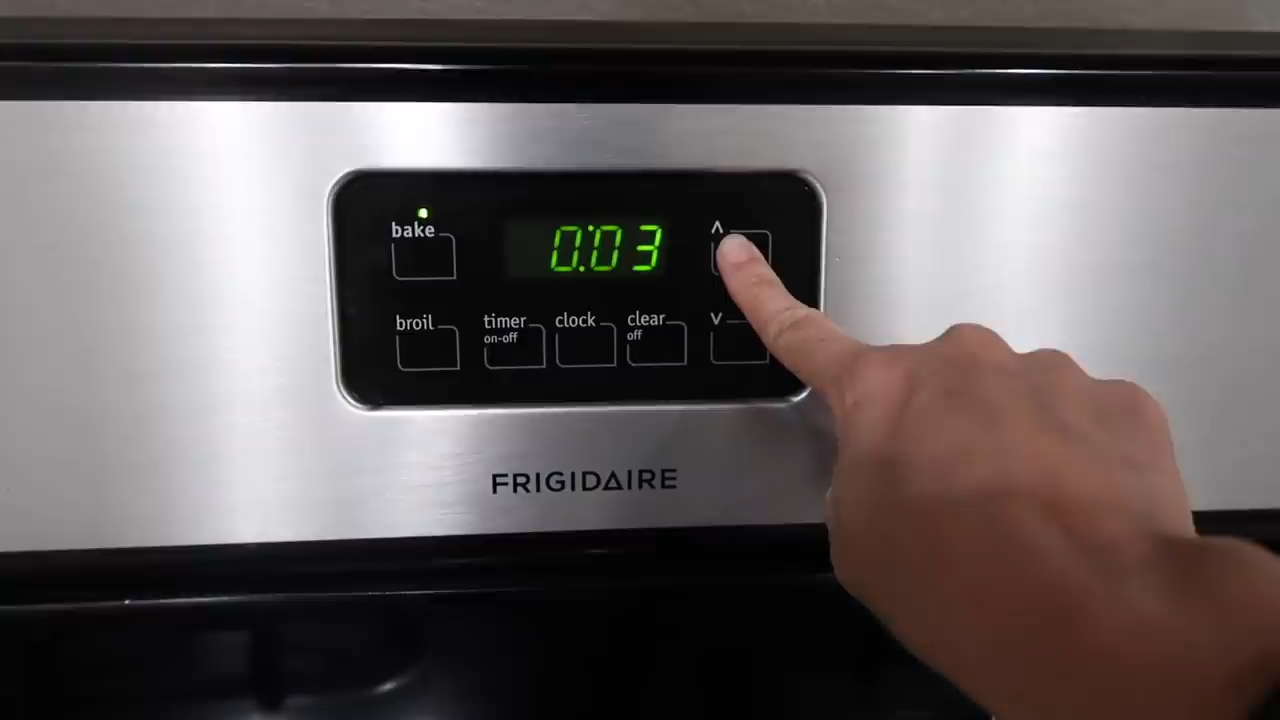 bake
0:03
^
broil
timer
on-off
clock
clear
off
v
FRIGIDAIRE